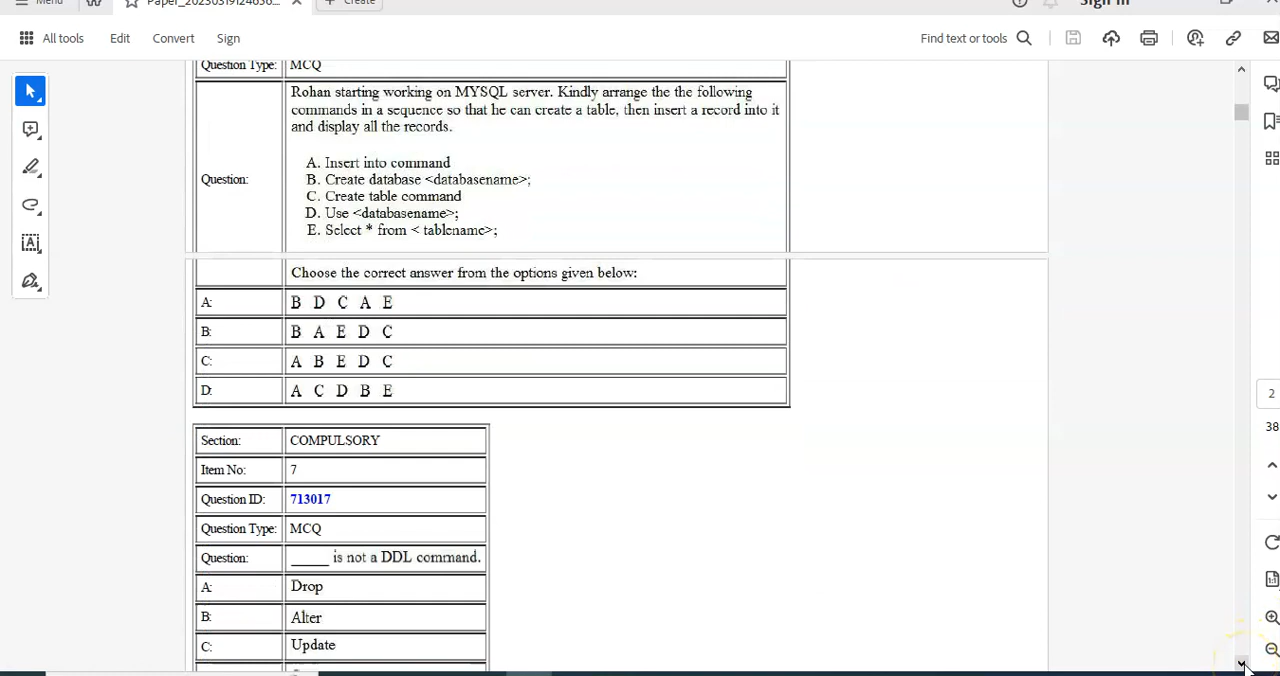 Menu
Paper_20230319124656...
Create
Sign in
All tools
Edit
Convert
Sign
Find text or tools
Question Type: MCQ
Question:
Rohan starting working on MYSQL server. Kindly arrange the the following
commands in a sequence so that he can create a table, then insert a record into it
and display all the records.
A. Insert into command
B. Create database <databasename>;
C. Create table command
D. Use <databasename>;
E. Select * from < tablename>;
Choose the correct answer from the options given below:
A: B D C A E
B: B A E D C
C: A B E D C
D: A C D B E
Section: COMPULSORY
Item No: 7
Question ID: 713017
Question Type: MCQ
Question: _____ is not a DDL command.
A: Drop
B: Alter
C: Update
2
38